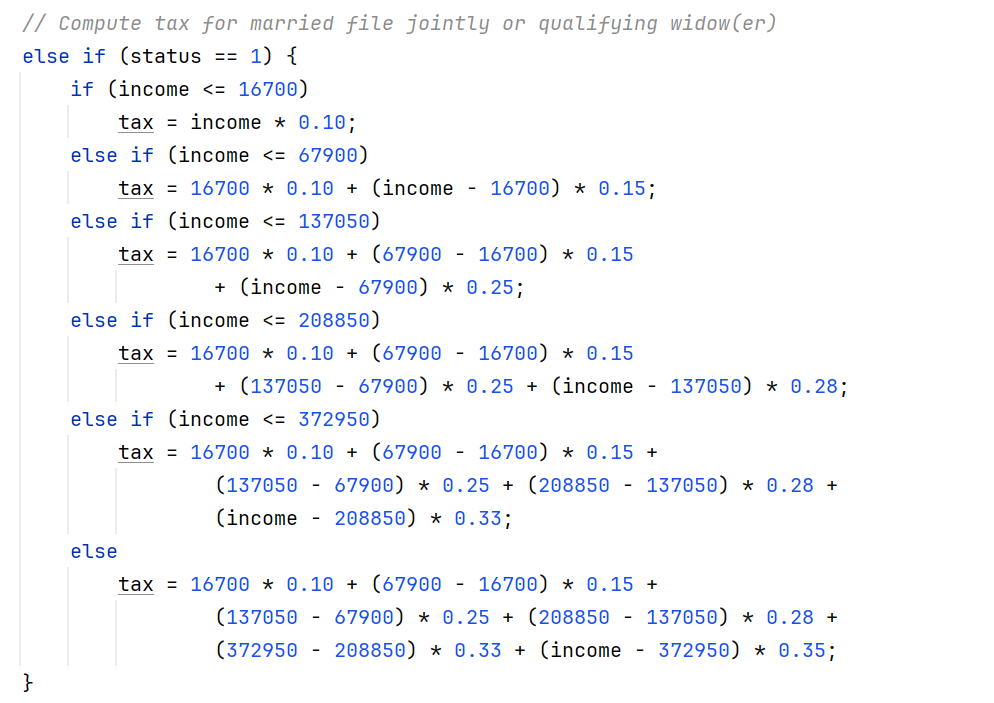 // Compute tax for married file jointly or qualifying widow(er)
else if (status == 1) {
    if (income <= 16700)
        tax = income * 0.10;
    else if (income <= 67900)
        tax = 16700 * 0.10 + (income - 16700) * 0.15;
    else if (income <= 137050)
        tax = 16700 * 0.10 + (67900 - 16700) * 0.15
                + (income - 67900) * 0.25;
    else if (income <= 208850)
        tax = 16700 * 0.10 + (67900 - 16700) * 0.15
                + (137050 - 67900) * 0.25 + (income - 137050) * 0.28;
    else if (income <= 372950)
        tax = 16700 * 0.10 + (67900 - 16700) * 0.15 +
                (137050 - 67900) * 0.25 + (208850 - 137050) * 0.28 +
                (income - 208850) * 0.33;
    else
        tax = 16700 * 0.10 + (67900 - 16700) * 0.15 +
                (137050 - 67900) * 0.25 + (208850 - 137050) * 0.28 +
                (372950 - 208850) * 0.33 + (income - 372950) * 0.35;
}